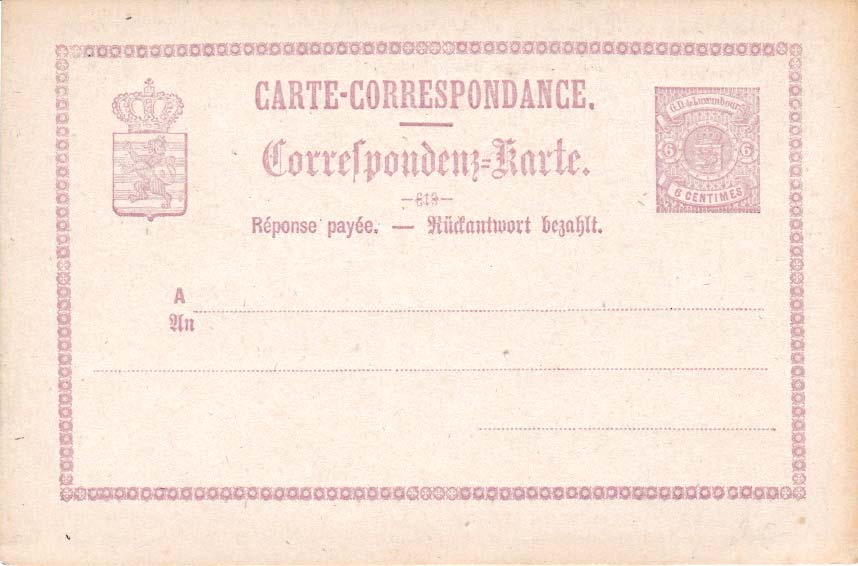 CARTE-CORRESPONDANCE.
Correſpondenz=Karte.
Réponse payée. — Rückantwort bezahlt.
G.D. de Luxembourg
6 6
6 CENTIMES
A
An